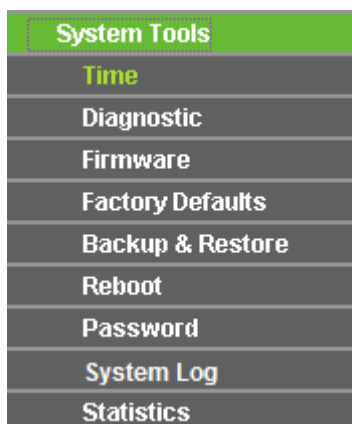 System Tools
Time
Diagnostic
Firmware
Factory Defaults
Backup & Restore
Reboot
Password
System Log
Statistics